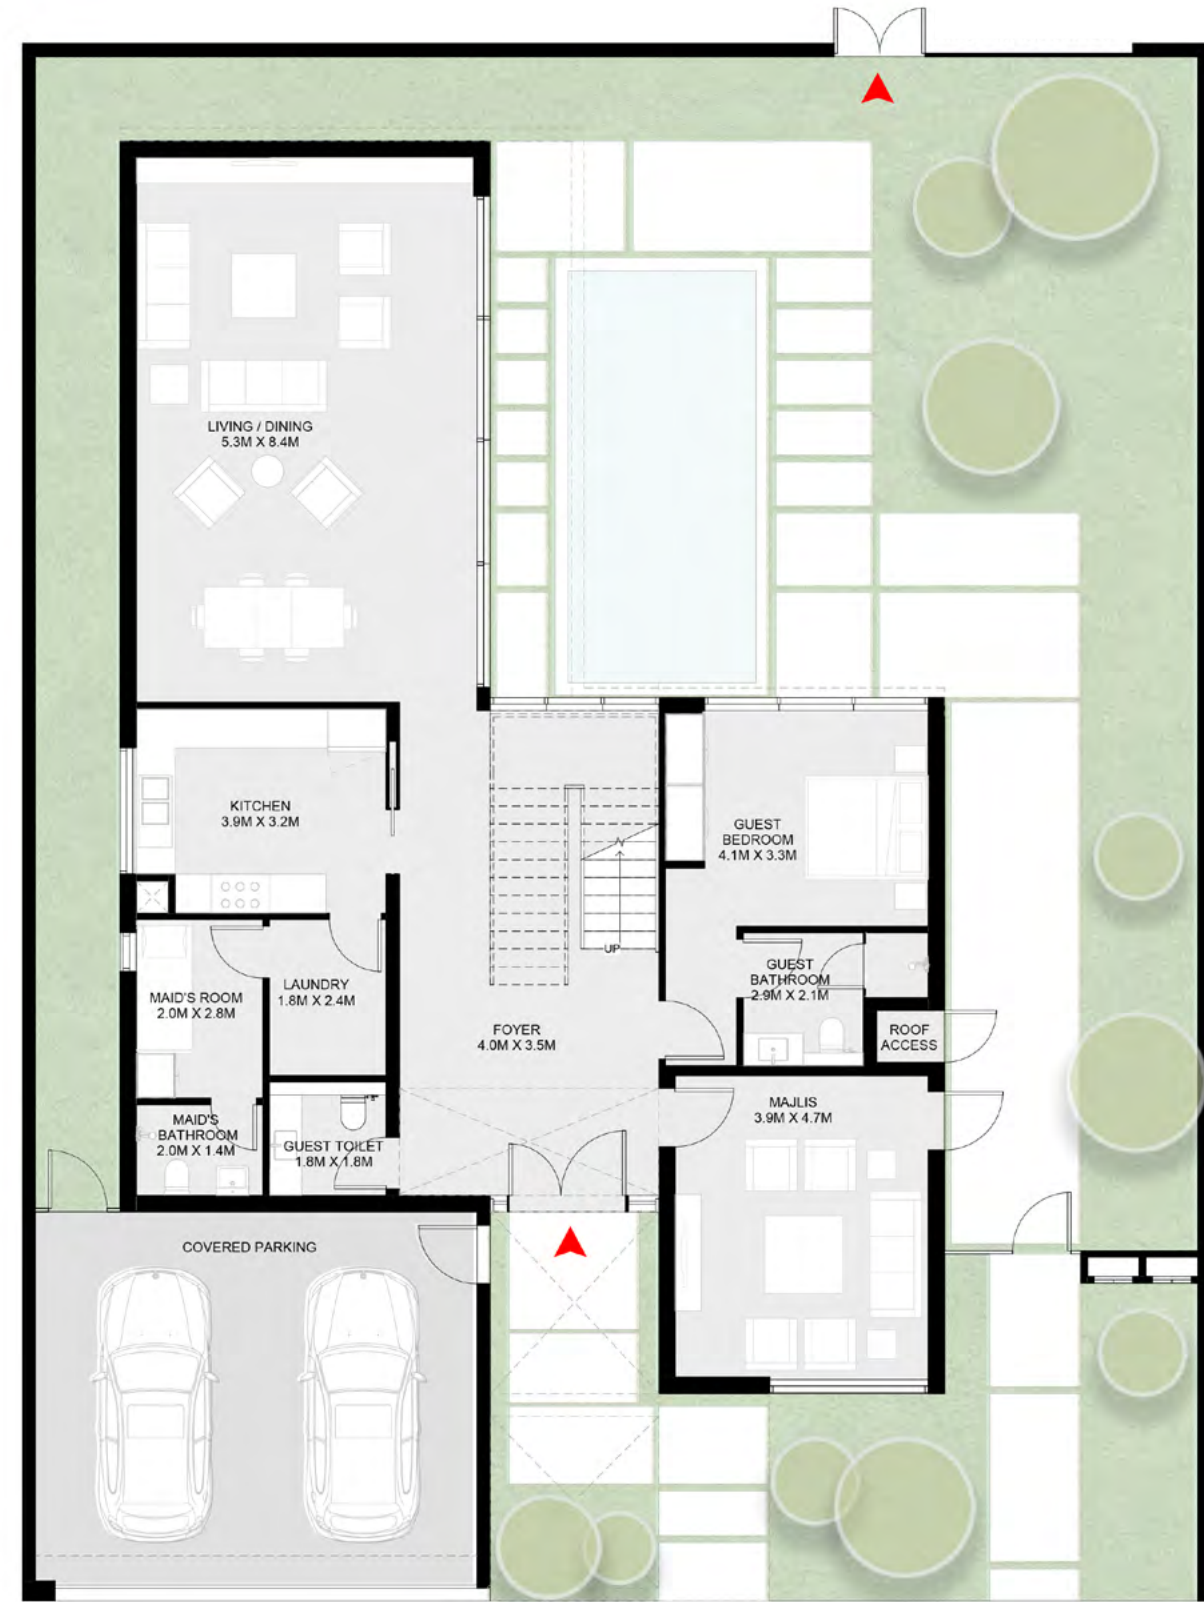 LIVING / DINING
5.3M X 8.4M
KITCHEN
3.9M X 3.2M
GUEST
BEDROOM
4.1M X 3.3M
UP
GUEST
BATHROOM
2.9M X 2.1M
LAUNDRY
1.8M X 2.4M
MAID'S ROOM
2.0M X 2.8M
FOYER
4.0M X 3.5M
ROOF
ACCESS
MAJLIS
3.9M X 4.7M
MAID'S
BATHROOM
2.0M X 1.4M
GUEST TOILET
1.8M X 1.8M
COVERED PARKING